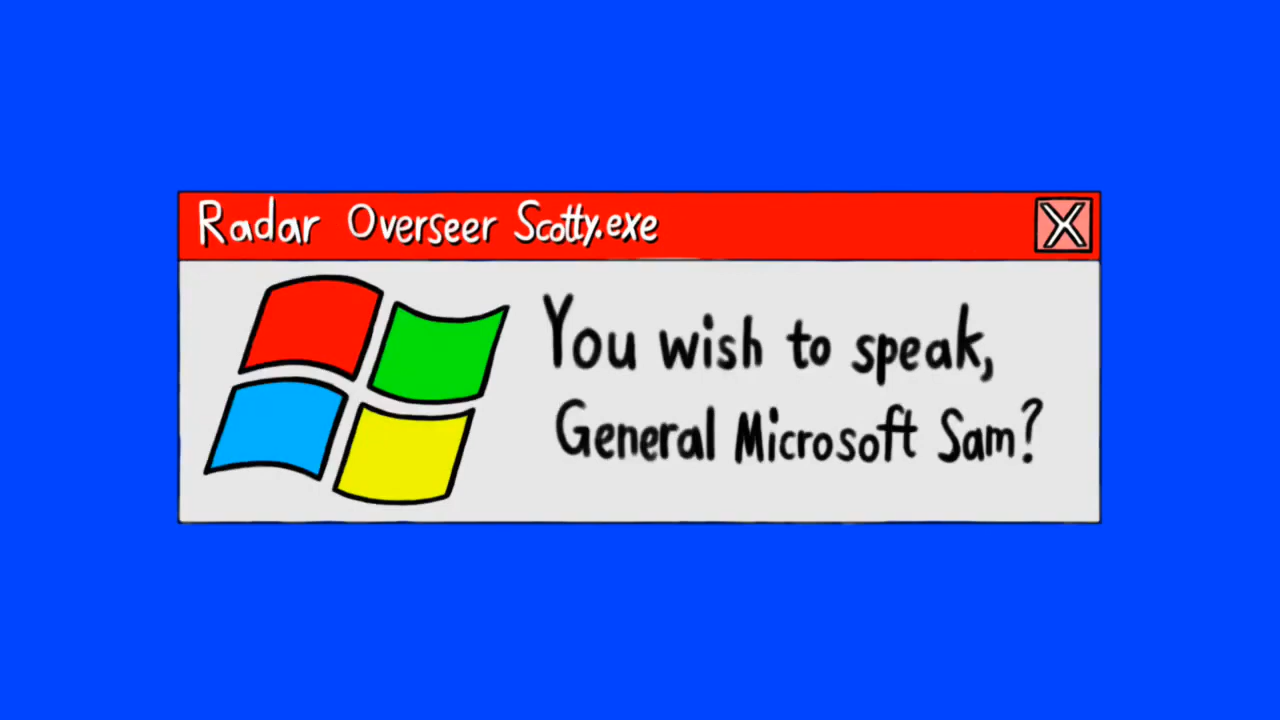 Radar Overseer Scotty.exe
X
You wish to speak,
General Microsoft Sam?